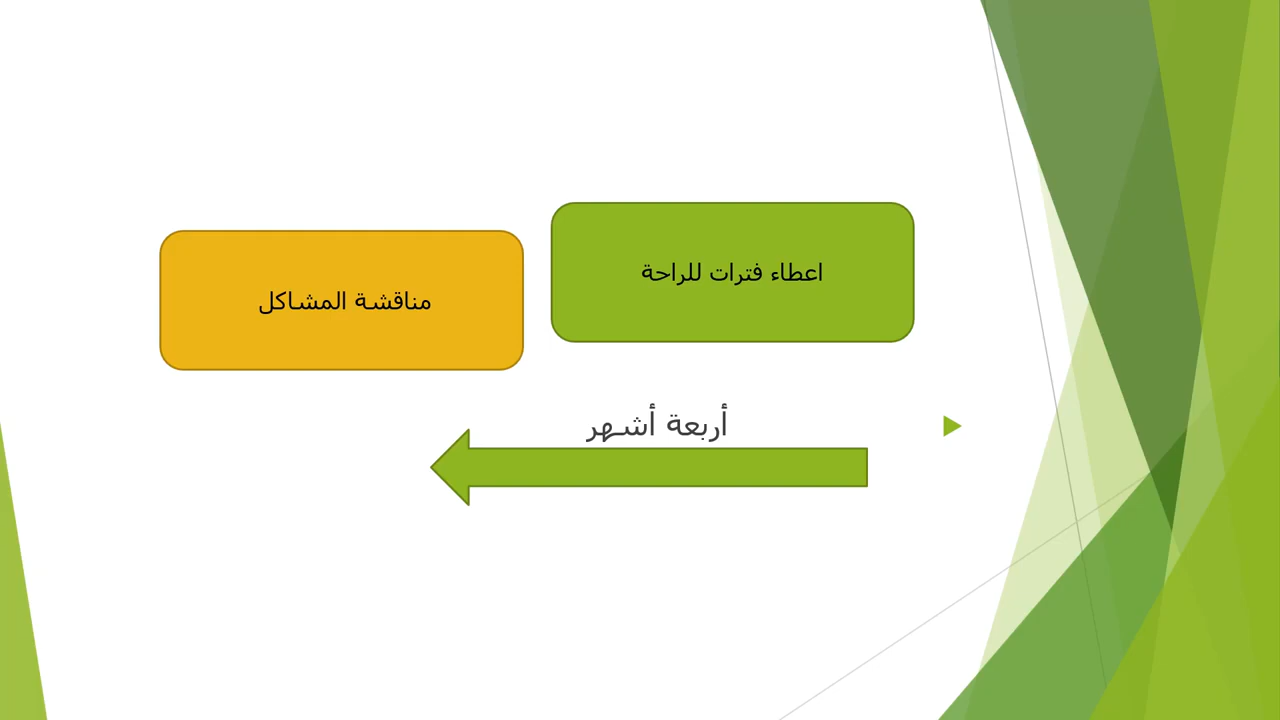 اعطاء فترات للراحة
مناقشة المشاكل
أربعة أشهر